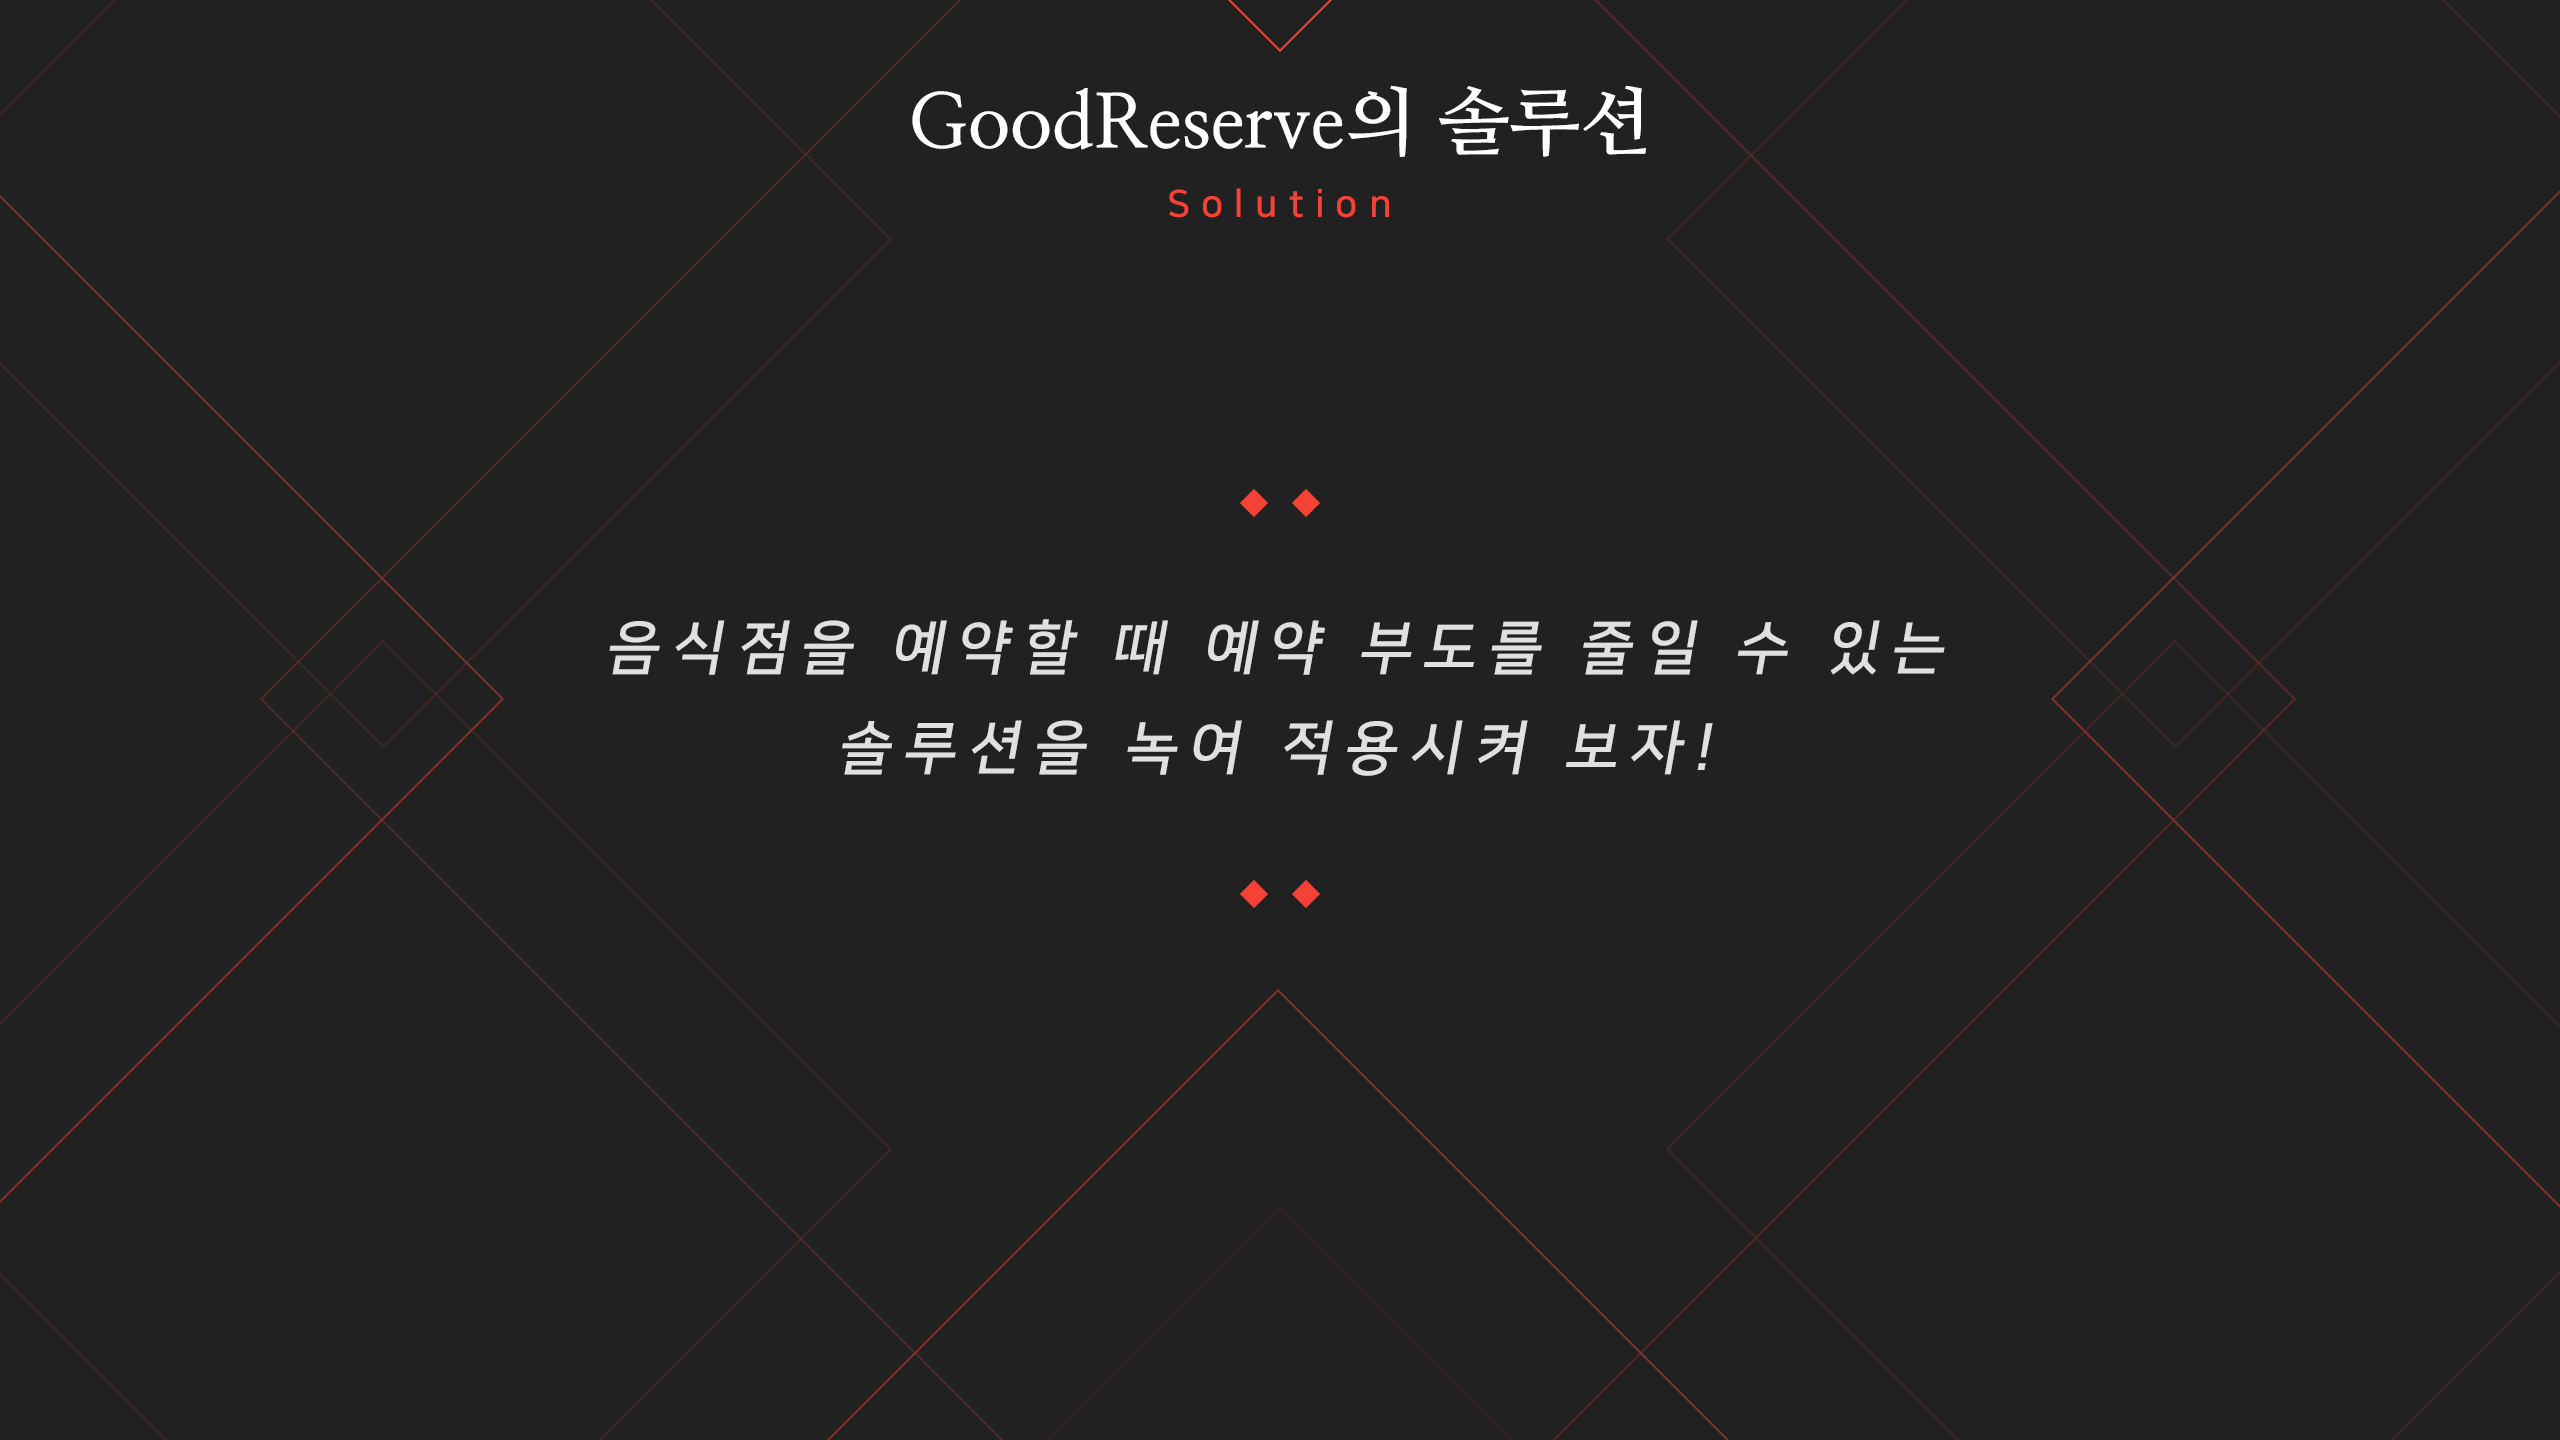 GoodReserve의 솔루션
Solution
음식점을 예약할 때 예약 부도를 줄일 수 있는
솔루션을 녹여 적용시켜 보자!